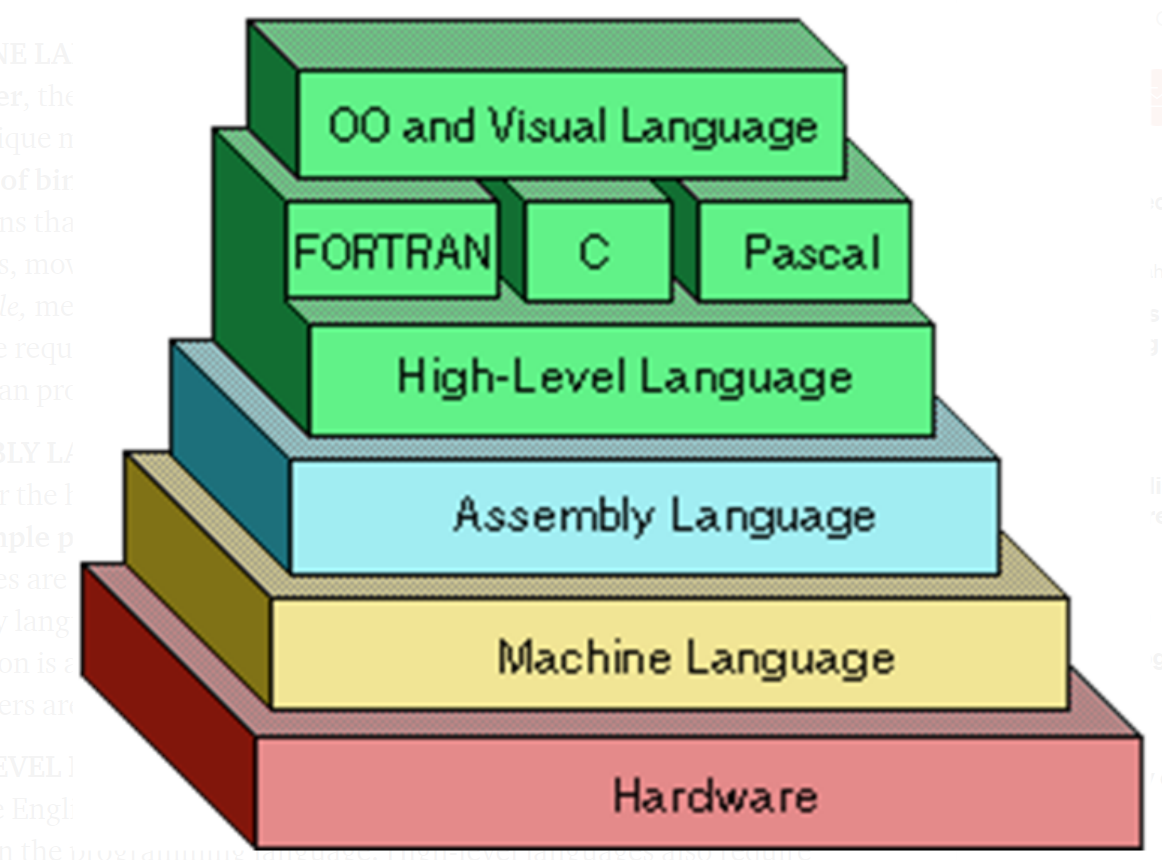 OO and Visual Language
FORTRAN C Pascal
High-Level Language
Assembly Language
Machine Language
Hardware